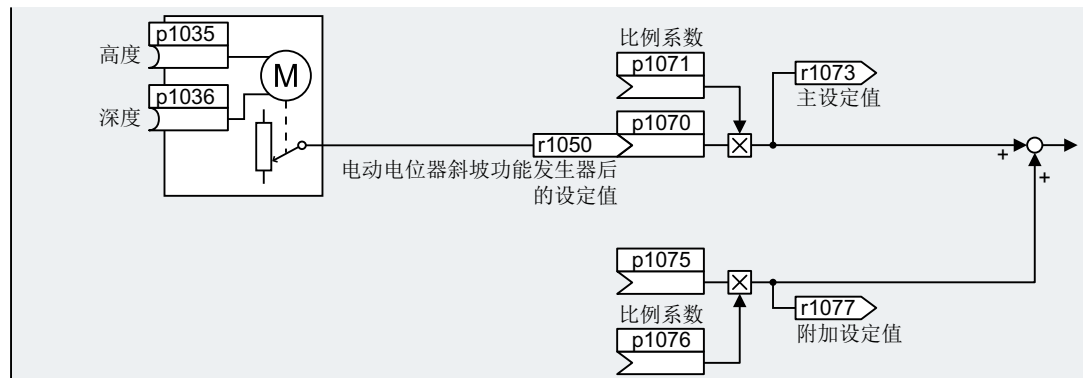 p1035
高度
M
p1036
深度
r1050
电动电位器斜坡功能发生器后
的设定值
比例系数
p1071
p1070
r1073
主设定值
+
+
p1075
r1077
附加设定值
比例系数
p1076